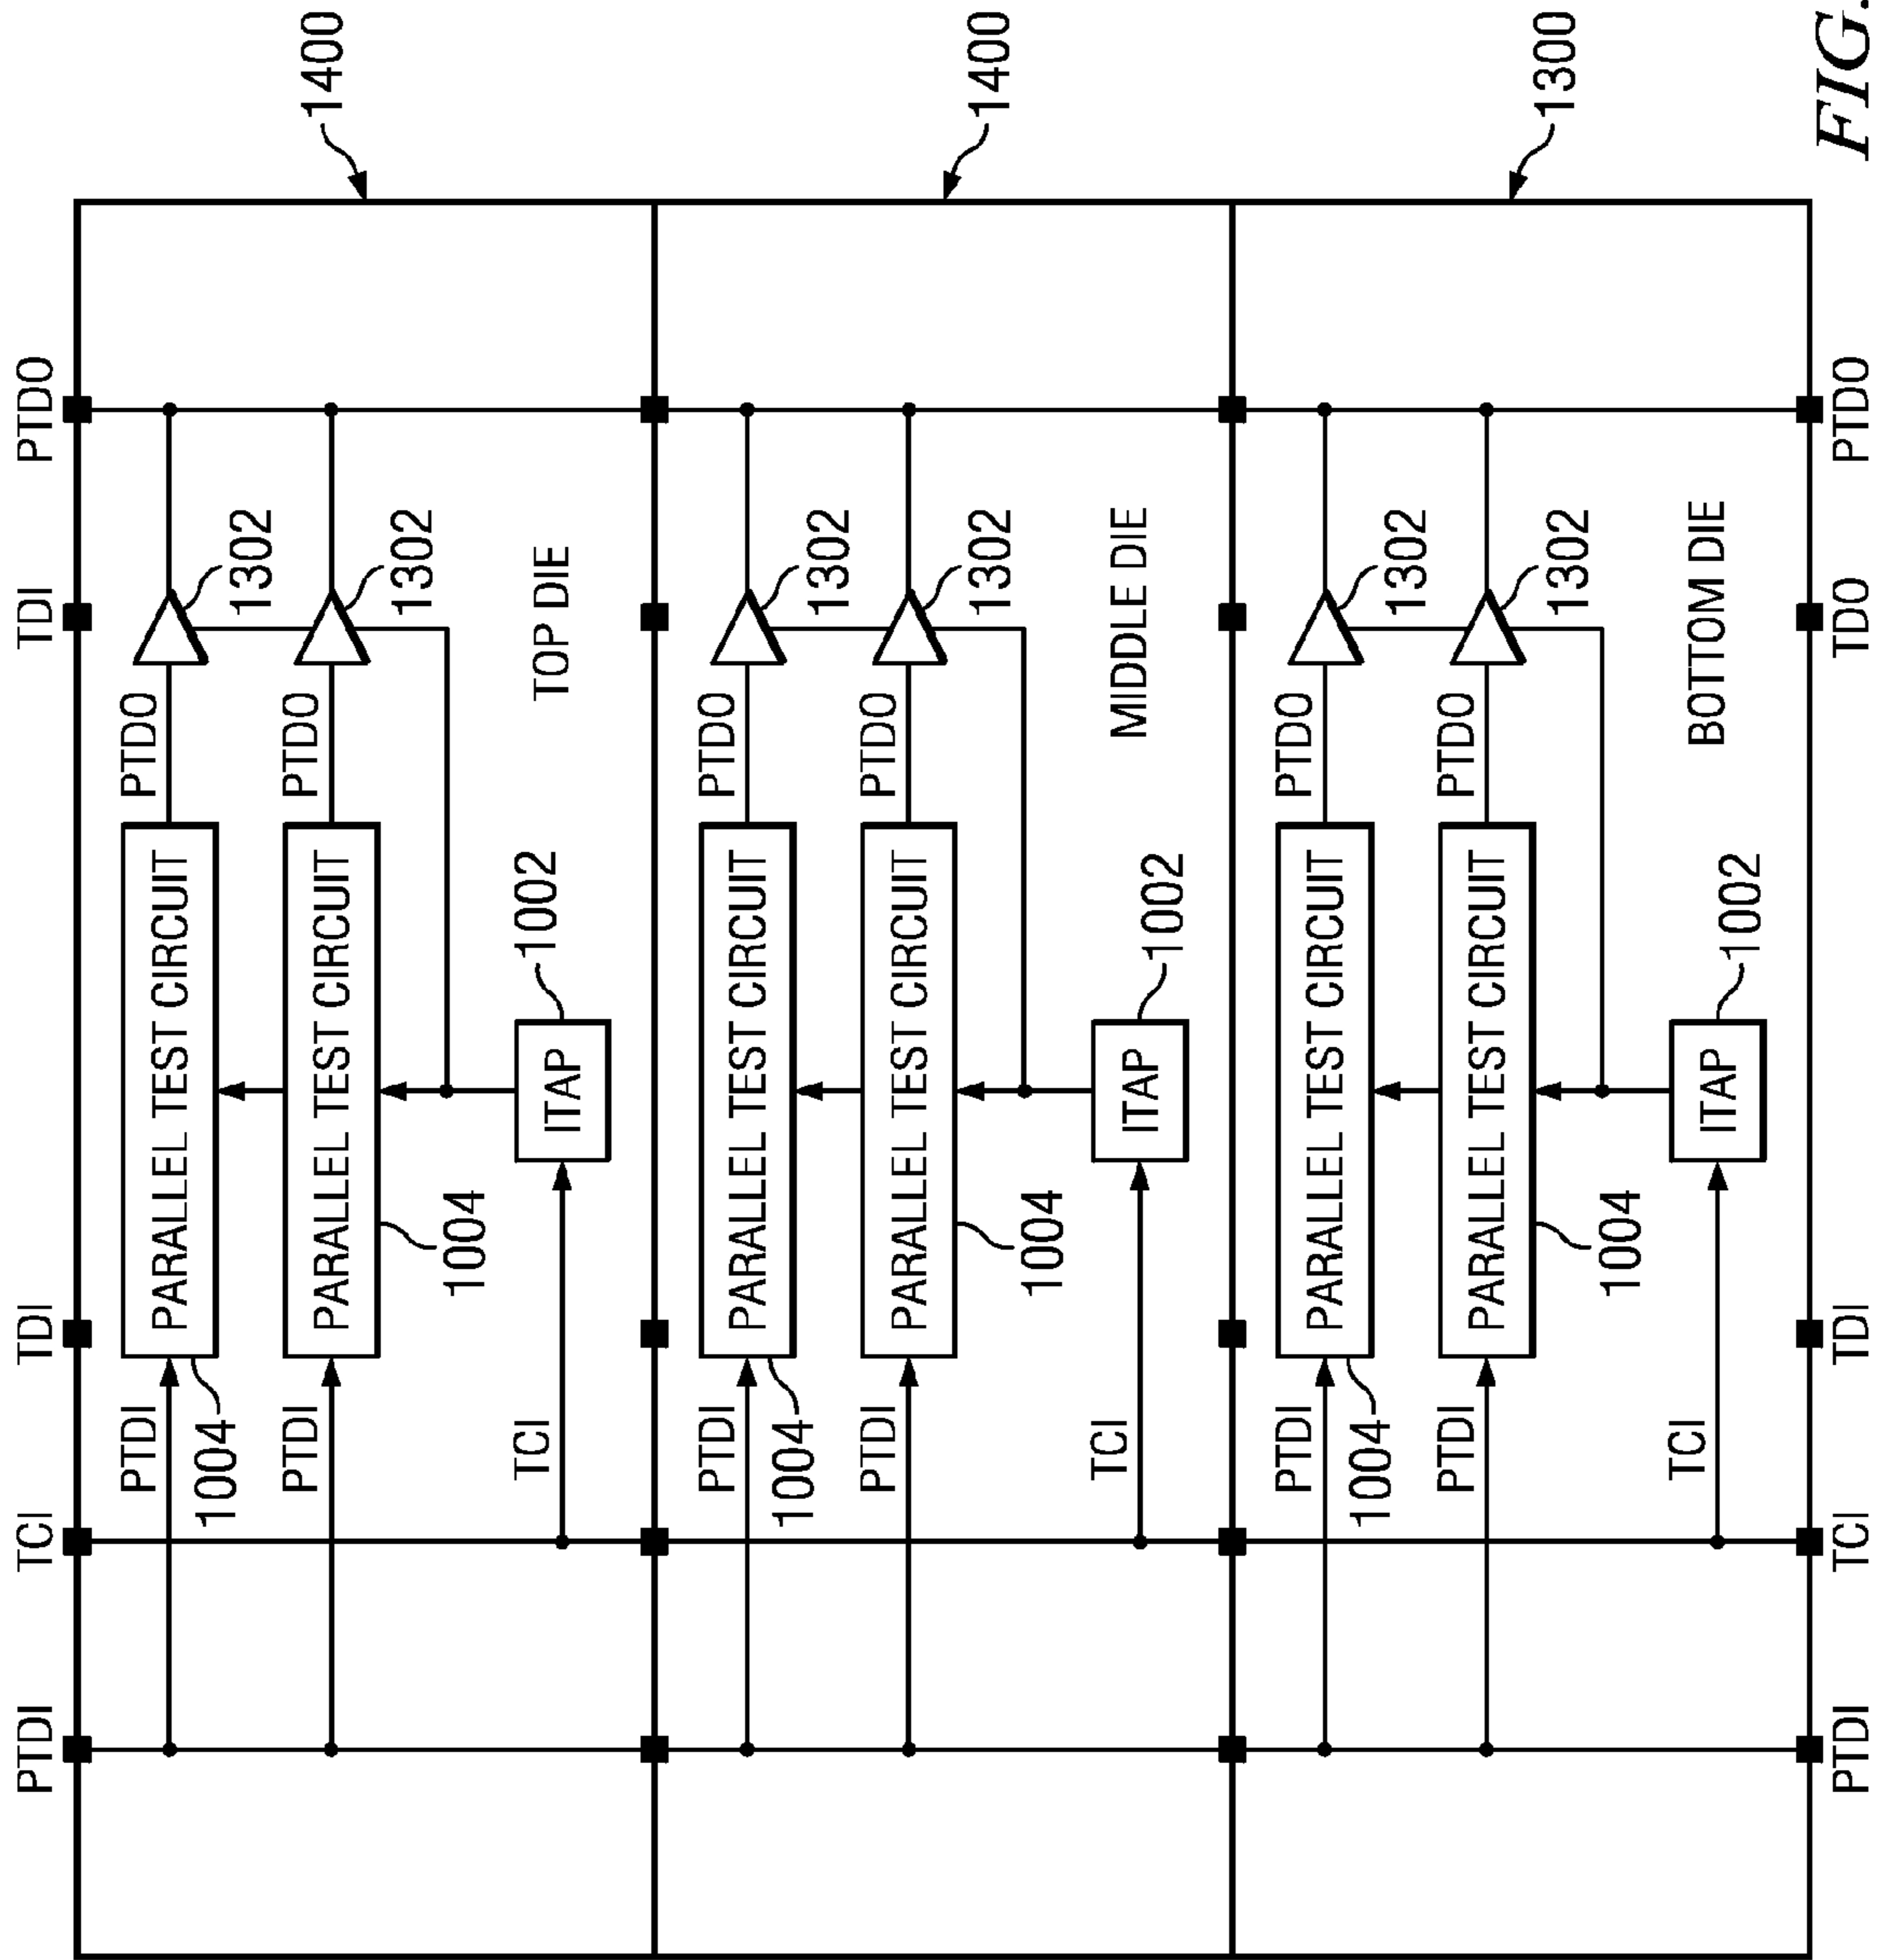 PTDI TCI TDI TDI PTDO
PTDI PARALLEL TEST CIRCUIT PTDO
1004 1302
1400
PTDI PARALLEL TEST CIRCUIT PTDO
1302
1004
TCI ITAP 1002 TOP DIE
PTDI PARALLEL TEST CIRCUIT PTDO
1004 1302
1400
PTDI PARALLEL TEST CIRCUIT PTDO
1302
1004
TCI ITAP 1002 MIDDLE DIE
PTDI PARALLEL TEST CIRCUIT PTDO
1004 1302
1300
PTDI PARALLEL TEST CIRCUIT PTDO
1302
1004
TCI ITAP 1002 BOTTOM DIE
PTDI TCI TDI TDO PTDO
FIG.